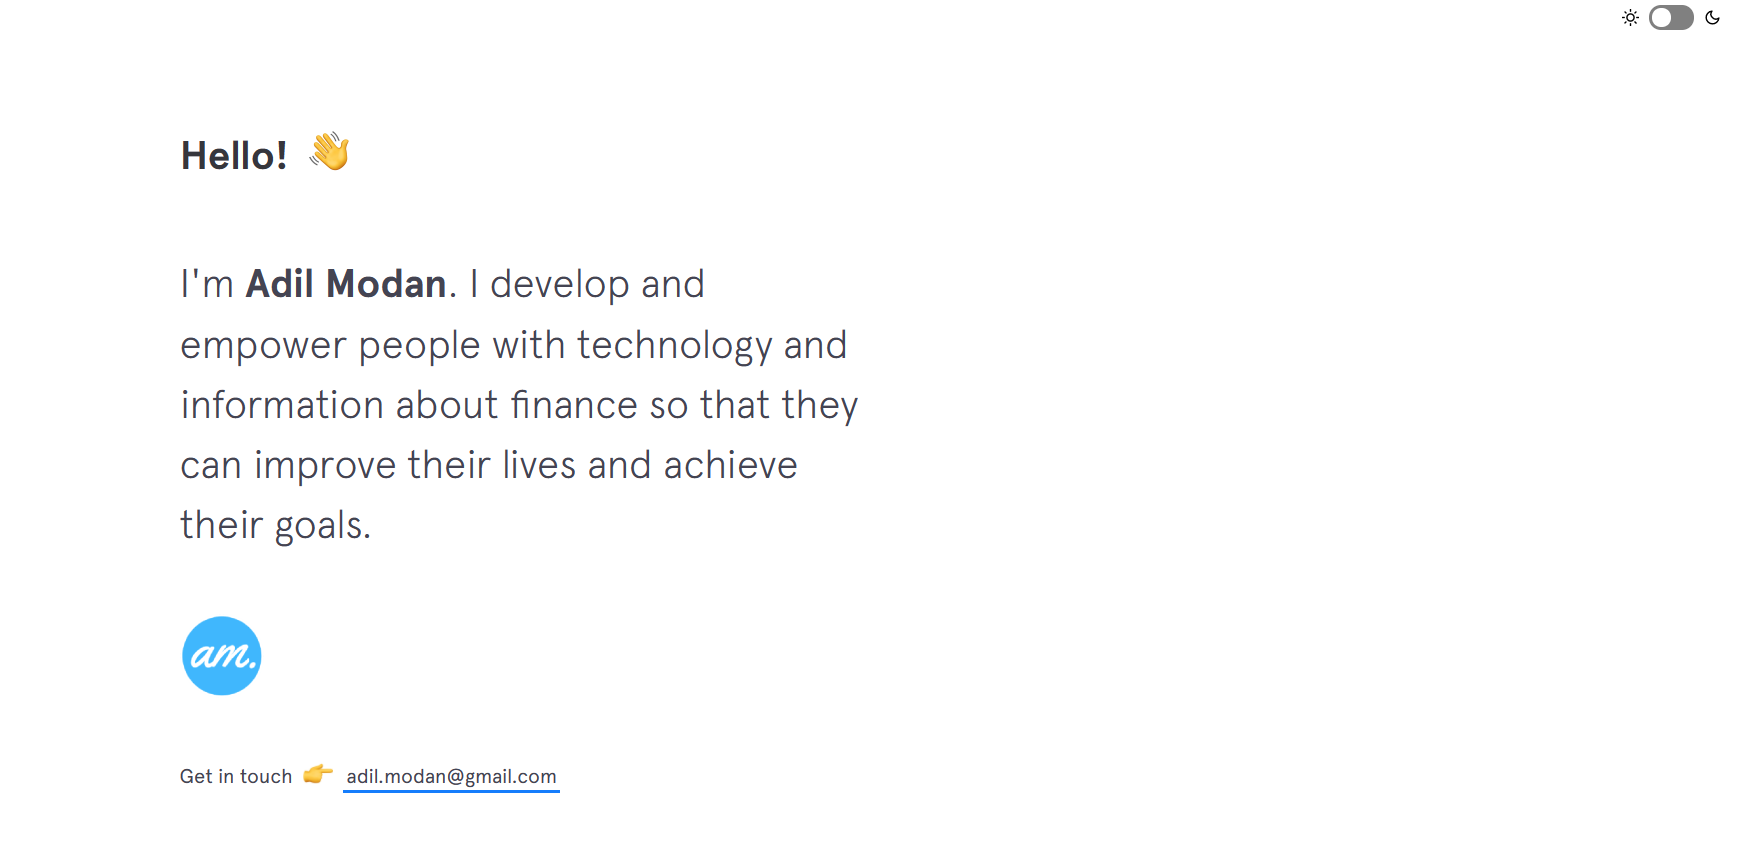 Hello! 👋
I'm Adil Modan. I develop and
empower people with technology and
information about finance so that they
can improve their lives and achieve
their goals.
am.
Get in touch 👉 adil.modan@gmail.com